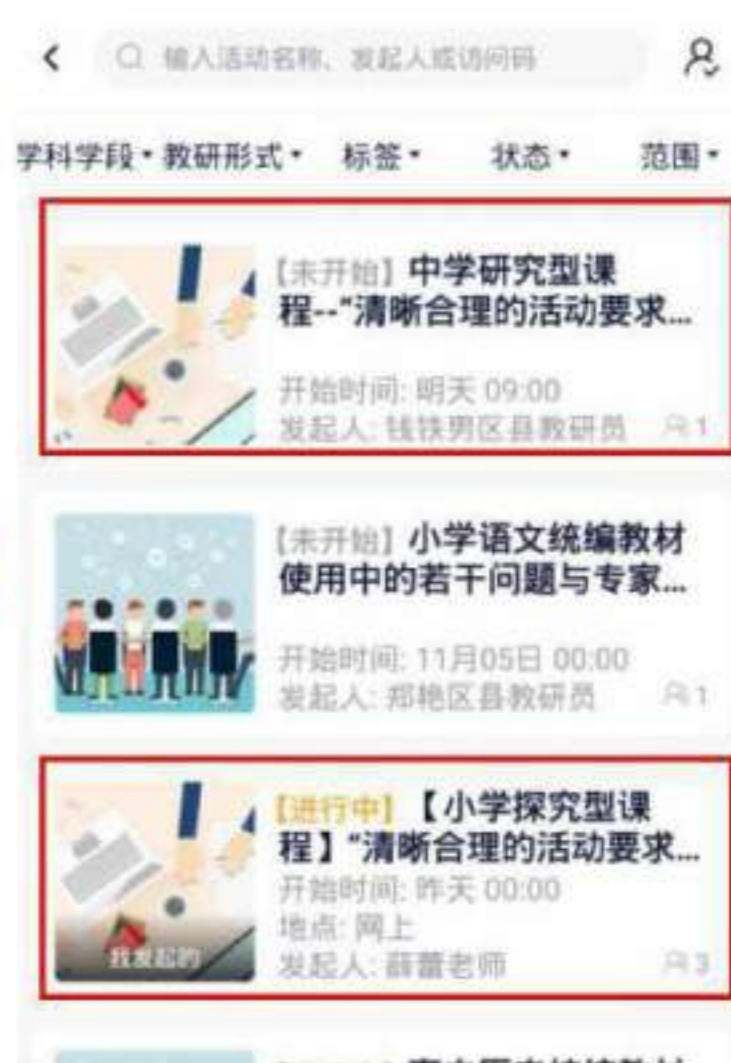 输入活动名称、发起人或访问码
学科学段 教研形式 标签 状态 范围
【未开始】中学研究型课
程--“清晰合理的活动要求...
开始时间: 明天 09:00
发起人: 钱铁男区县教研员 1
【未开始】小学语文统编教材
使用中的若干问题与专家...
开始时间: 11月05日 00:00
发起人: 郑艳区县教研员 1
【进行中】【小学探究型课
程】“清晰合理的活动要求...
开始时间: 昨天 00:00
地点: 网上
我发起的
发起人: 薛蕾老师 3